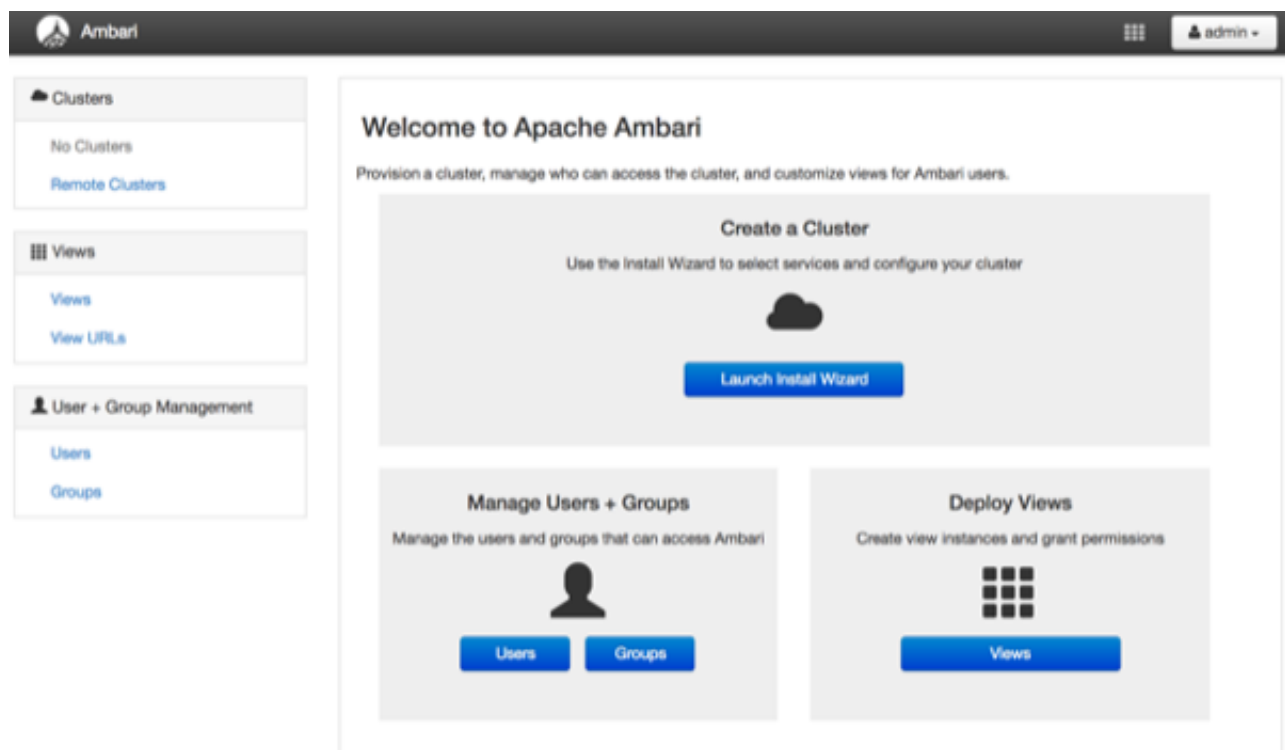 Ambari
admin
Clusters
No Clusters
Remote Clusters
Views
Views
View URLs
User + Group Management
Users
Groups
Welcome to Apache Ambari
Provision a cluster, manage who can access the cluster, and customize views for Ambari users.
Create a Cluster
Use the Install Wizard to select services and configure your cluster
Launch Install Wizard
Manage Users + Groups
Manage the users and groups that can access Ambari
Users
Groups
Deploy Views
Create view instances and grant permissions
Views